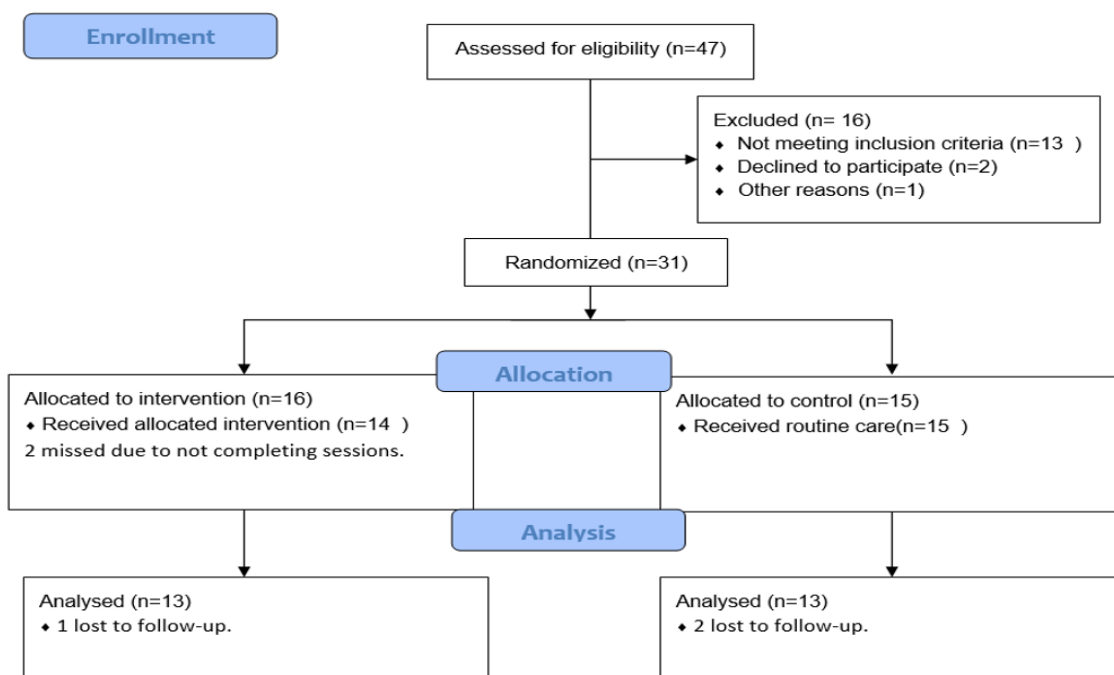 Enrollment
Assessed for eligibility (n=47)
Excluded (n= 16)
⬥ Not meeting inclusion criteria (n=13 )
⬥ Declined to participate (n=2)
⬥ Other reasons (n=1)
Randomized (n=31)
Allocation
Allocated to intervention (n=16)
⬥ Received allocated intervention (n=14 )
2 missed due to not completing sessions.
Allocated to control (n=15)
⬥ Received routine care(n=15 )
Analysis
Analysed (n=13)
⬥ 1 lost to follow-up.
Analysed (n=13)
⬥ 2 lost to follow-up.